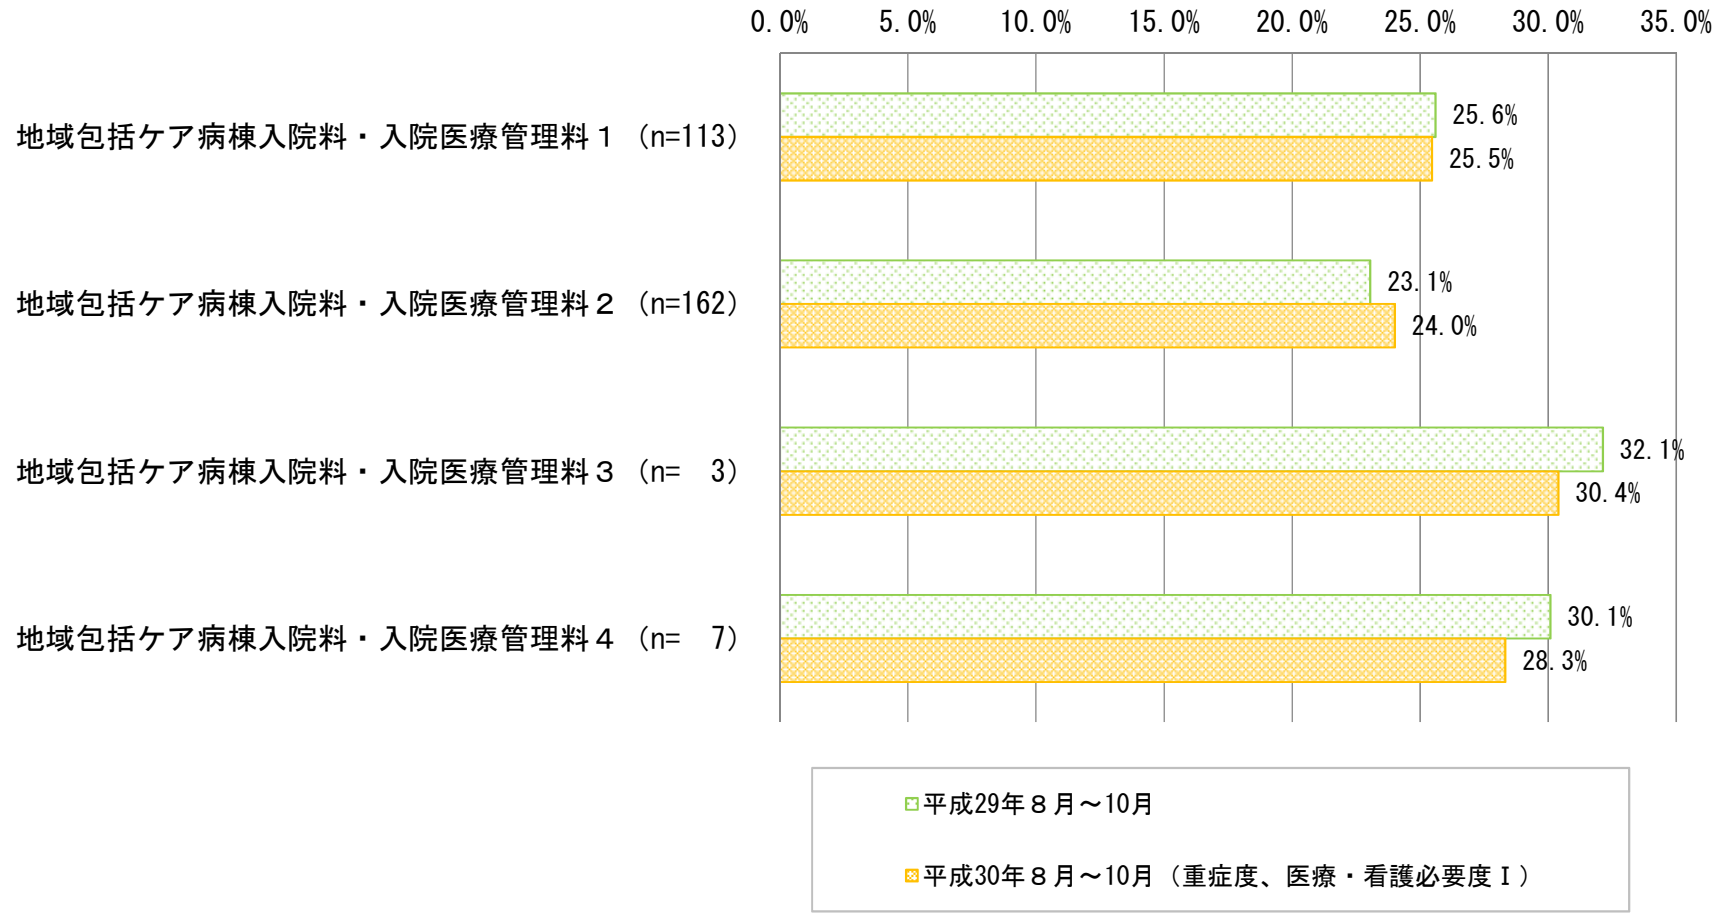 0.0% 5.0% 10.0% 15.0% 20.0% 25.0% 30.0% 35.0%
地域包括ケア病棟入院料・入院医療管理料１（n=113）
25.6%
25.5%
地域包括ケア病棟入院料・入院医療管理料２（n=162）
23.1%
24.0%
地域包括ケア病棟入院料・入院医療管理料３（n=　3）
32.1%
30.4%
地域包括ケア病棟入院料・入院医療管理料４（n=　7）
30.1%
28.3%
平成29年８月～10月
平成30年８月～10月（重症度、医療・看護必要度Ⅰ）